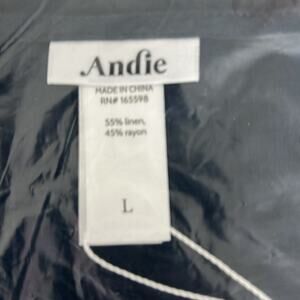 Andie
MADE IN CHINA
RN# 165598
55% linen,
45% rayon
L